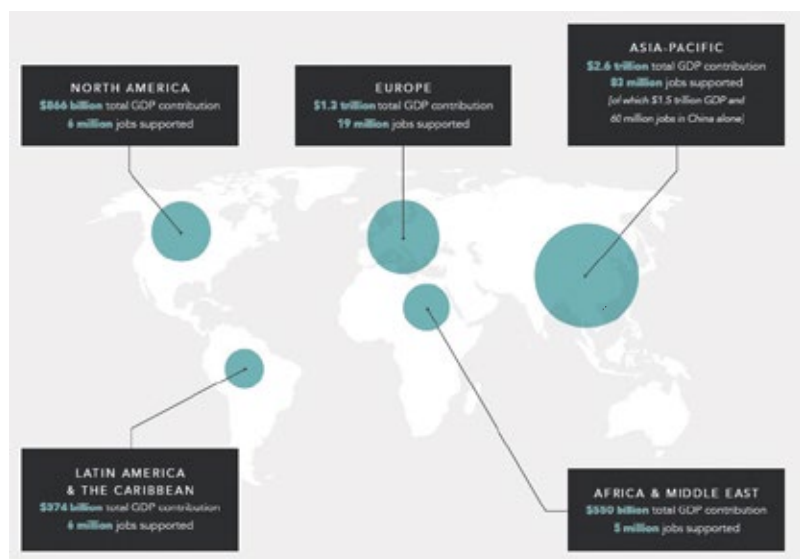 NORTH AMERICA
$866 billion total GDP contribution
6 million jobs supported
EUROPE
$1.3 trillion total GDP contribution
19 million jobs supported
ASIA-PACIFIC
$2.6 trillion total GDP contribution
83 million jobs supported
[of which $1.5 trillion GDP and
60 million jobs in China alone]
LATIN AMERICA
& THE CARIBBEAN
$374 billion total GDP contribution
6 million jobs supported
AFRICA & MIDDLE EAST
$550 billion total GDP contribution
5 million jobs supported